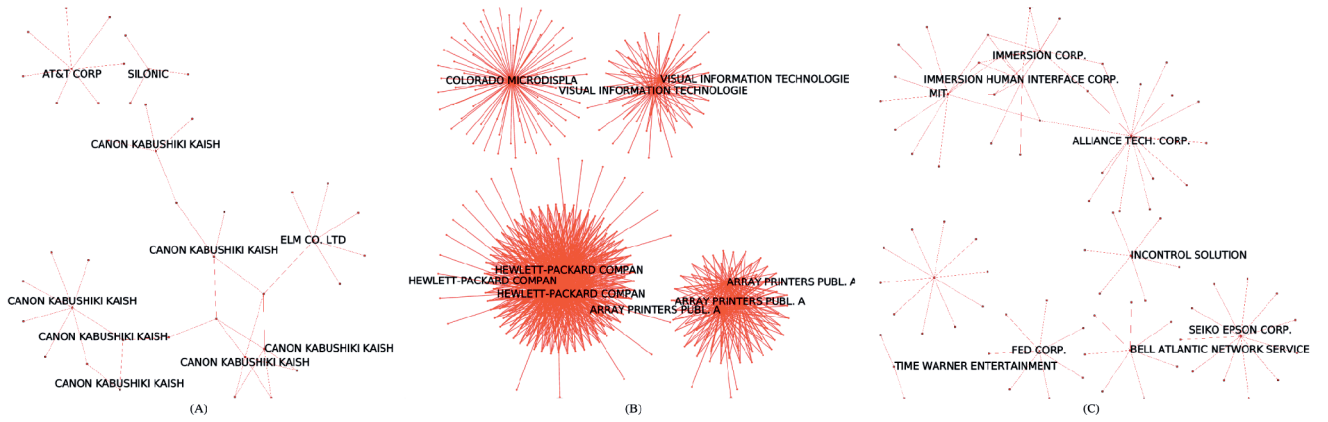 AT&T CORP
SILONIC
CANON KABUSHIKI KAISH
CANON KABUSHIKI KAISH
ELM CO. LTD
CANON KABUSHIKI KAISH
CANON KABUSHIKI KAISH
CANON KABUSHIKI KAISH
CANON KABUSHIKI KAISH
CANON KABUSHIKI KAISH
(A)
COLORADO MICRODISPLA
VISUAL INFORMATION TECHNOLOGIE
VISUAL INFORMATION TECHNOLOGIE
HEWLETT-PACKARD COMPAN
HEWLETT-PACKARD COMPAN
HEWLETT-PACKARD COMPAN
ARRAY PRINTERS PUBL. A
ARRAY PRINTERS PUBL. A
ARRAY PRINTERS PUBL. A
(B)
IMMERSION CORP.
IMMERSION HUMAN INTERFACE CORP.
MIT
ALLIANCE TECH. CORP.
INCONTROL SOLUTION
SEIKO EPSON CORP.
FED CORP.
BELL ATLANTIC NETWORK SERVICE
TIME WARNER ENTERTAINMENT
(C)